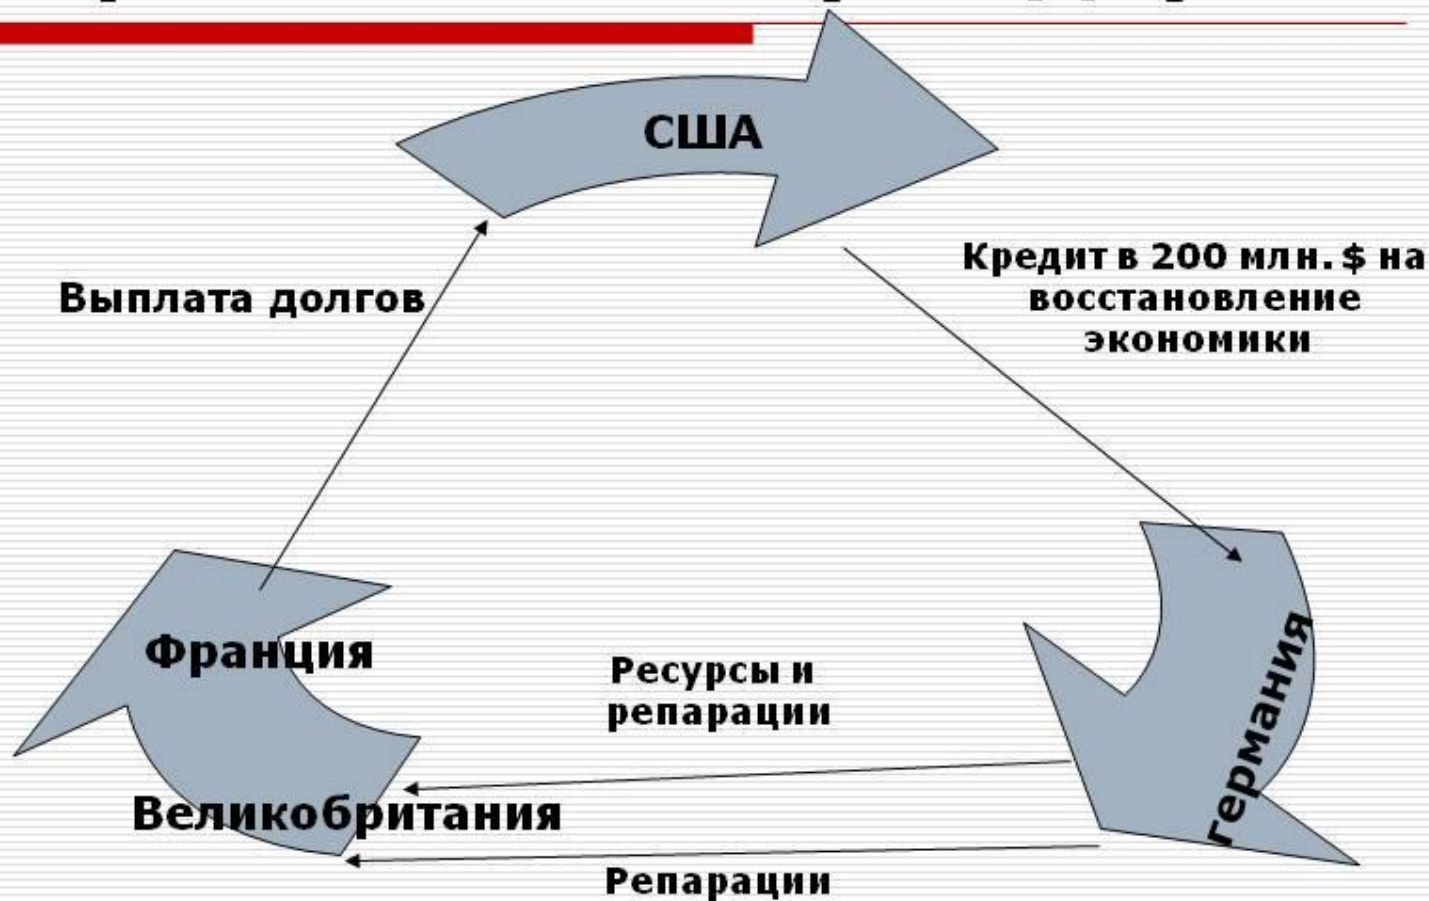 США
Выплата долгов
Кредит в 200 млн. $ на
восстановление
экономики
Франция
Великобритания
Ресурсы и
репарации
Репарации
германия